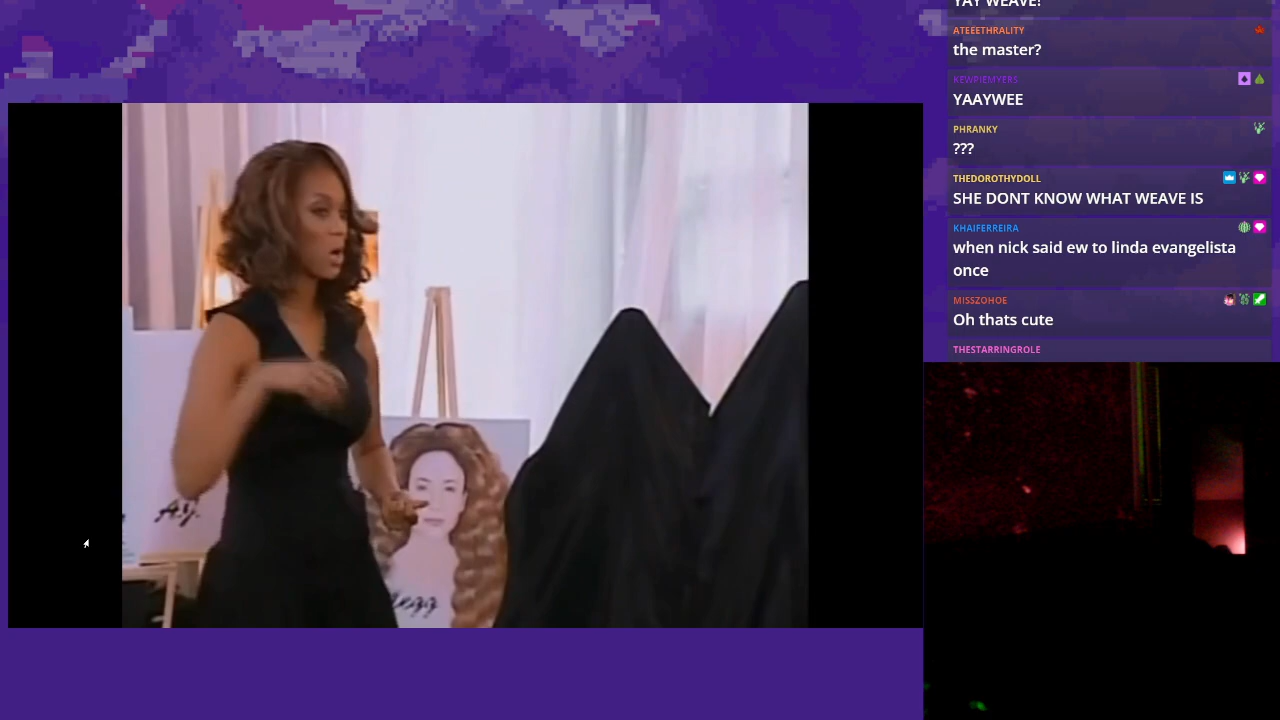 YAY WEAVE!
ATEEETHRALITY
the master?
KEWPIEMYERS
YAAYWEE
PHRANKY
???
THEDOROTHYDOLL
SHE DONT KNOW WHAT WEAVE IS
KHAIFERREIRA
when nick said ew to linda evangelista
once
MISSZOHOE
Oh thats cute
THESTARRINGROLE
A.J.